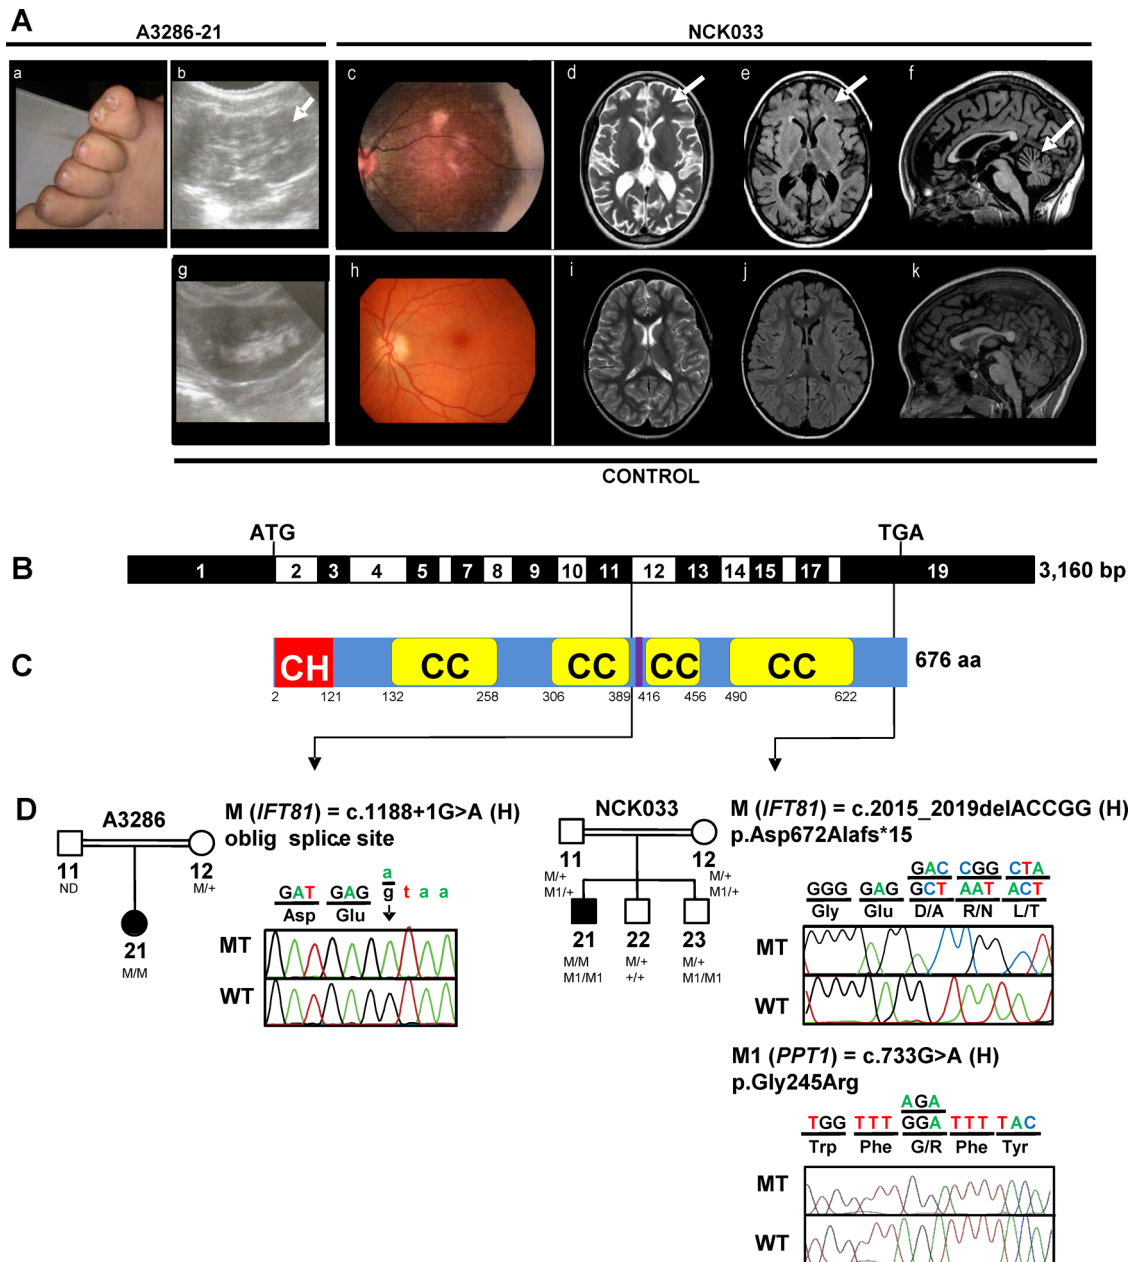 A
A3286-21
NCK033
a
b
c
d
e
f
g
h
i
j
k
CONTROL
ATG
TGA
B
1 2 3 4 5 7 8 9 10 11 12 13 14 15 17 19
3,160 bp
C
CH CC CC CC CC
676 aa
2 121 132 258 306 389 416 456 490 622
D
A3286
11
ND
12
M/+
21
M/M
M (IFT81) = c.1188+1G>A (H)
oblig splice site
a
GAT GAG g t a a
Asp Glu
MT
WT
NCK033
11
M/+
M1/+
12
M/+
M1/+
21 22 23
M/M M/+ M/+
M1/M1 +/+ M1/M1
M (IFT81) = c.2015_2019delACCGG (H)
p.Asp672Alafs*15
GAC CGG CTA
GGG GAG GCT AAT ACT
Gly Glu D/A R/N L/T
MT
WT
M1 (PPT1) = c.733G>A (H)
p.Gly245Arg
AGA
TGG TTT GGA TTT TAC
Trp Phe G/R Phe Tyr
MT
WT